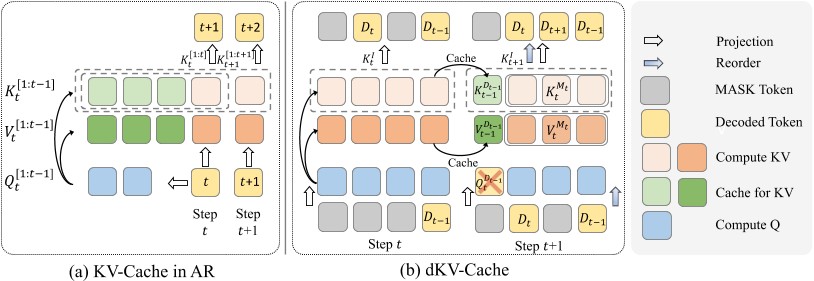 t+1 t+2
K_t^[1:t] K_{t+1}^[1:t+1]
K_t^[1:t−1]
V_t^[1:t−1]
Q_t^[1:t−1]
t t+1
Step t
Step t+1
(a) KV-Cache in AR
D_t D_{t−1}
K_t^I
D_t D_{t+1} D_{t−1}
K_{t+1}^I
Cache
K_{t−1}^{D_{t−1}} K_t^{M_t}
V_{t−1}^{D_{t−1}} V_t^{M_t}
Cache
Q_t^{D_{t−1}}
D_{t−1}
D_t D_{t−1}
Step t
Step t+1
(b) dKV-Cache
Projection
Reorder
MASK Token
Decoded Token
Compute KV
Cache for KV
Compute Q